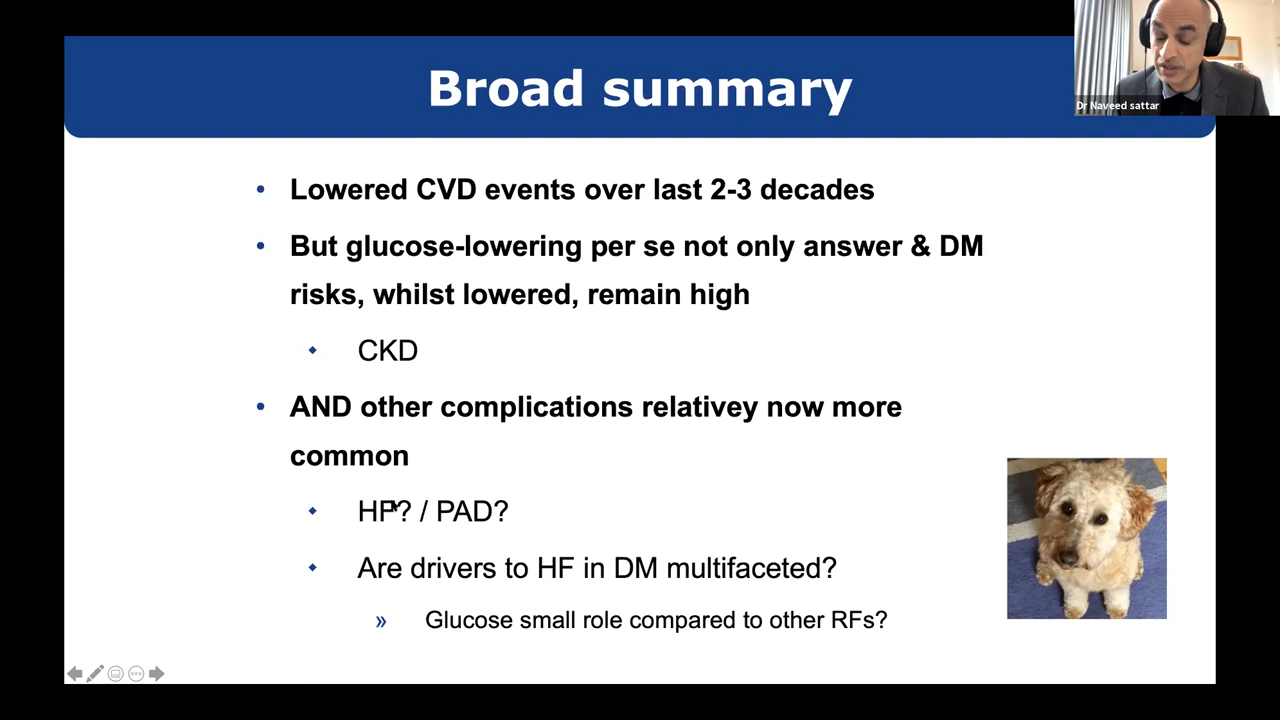 Broad summary
Dr Naveed sattar
• Lowered CVD events over last 2-3 decades
• But glucose-lowering per se not only answer & DM
risks, whilst lowered, remain high
◆ CKD
• AND other complications relativey now more
common
◆ HF? / PAD?
◆ Are drivers to HF in DM multifaceted?
» Glucose small role compared to other RFs?